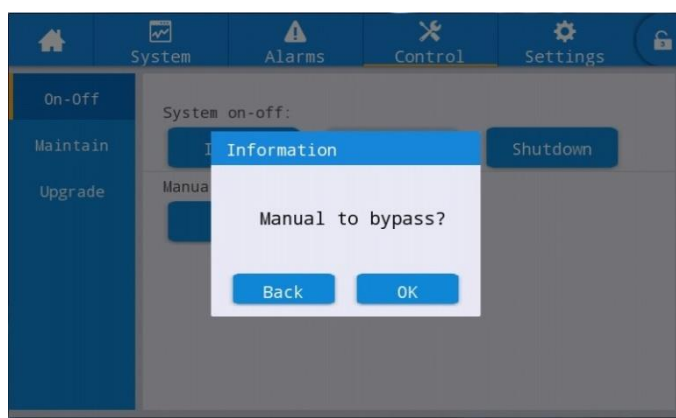 System
Alarms
Control
Settings
On-Off
System on-off:
Maintain
Information
Shutdown
Upgrade
Manual to bypass?
Back
OK